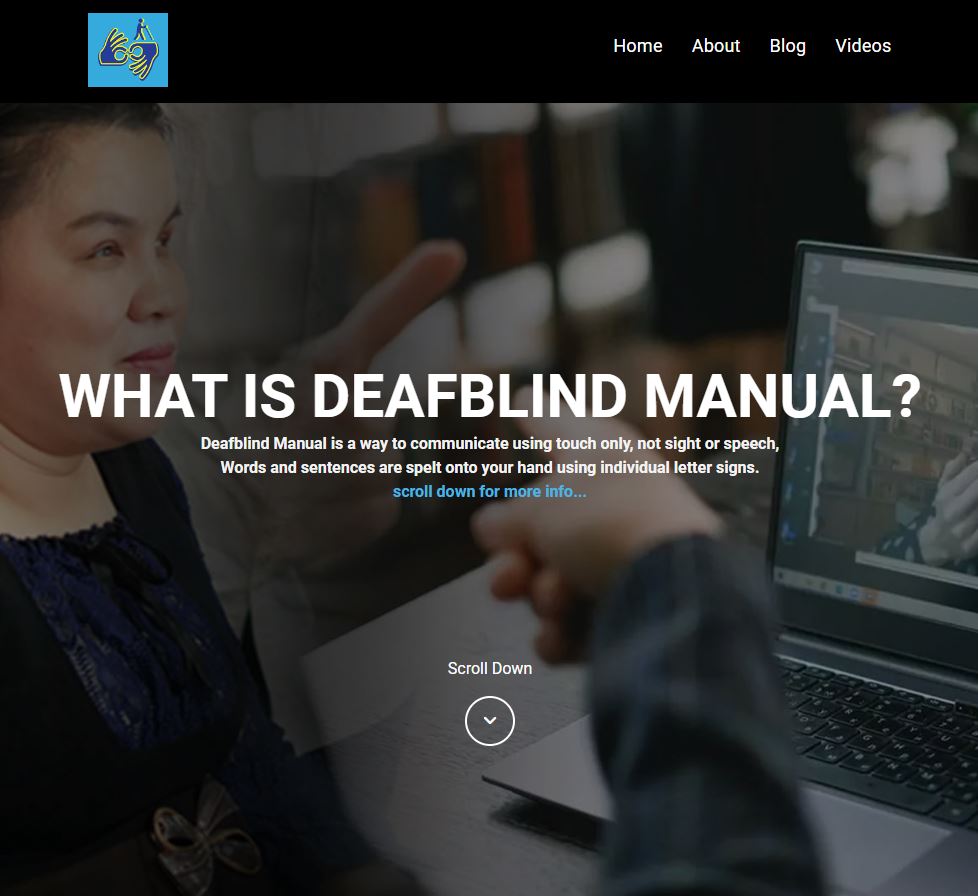 Home About Blog Videos
WHAT IS DEAFBLIND MANUAL?
Deafblind Manual is a way to communicate using touch only, not sight or speech,
Words and sentences are spelt onto your hand using individual letter signs.
scroll down for more info...
Scroll Down